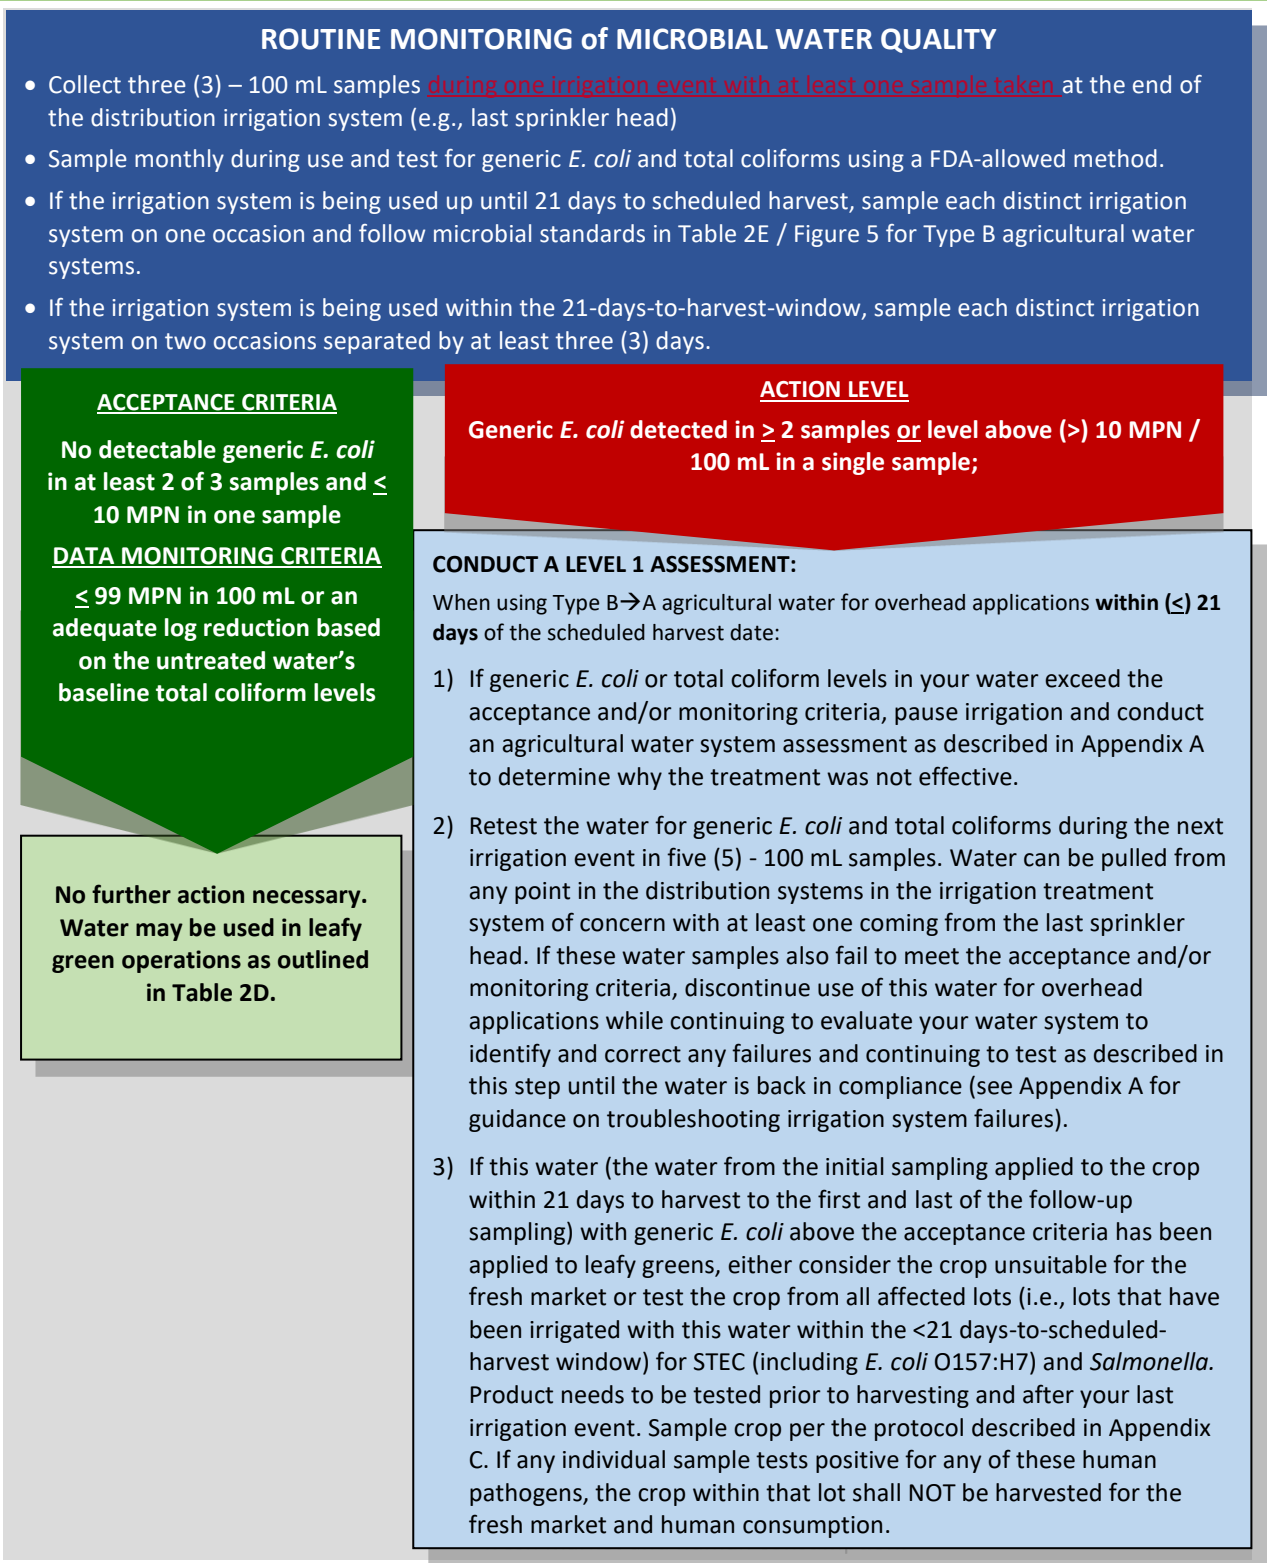 ROUTINE MONITORING of MICROBIAL WATER QUALITY
• Collect three (3) – 100 mL samples during one irrigation event with at least one sample taken at the end of
the distribution irrigation system (e.g., last sprinkler head)
• Sample monthly during use and test for generic E. coli and total coliforms using a FDA-allowed method.
• If the irrigation system is being used up until 21 days to scheduled harvest, sample each distinct irrigation
system on one occasion and follow microbial standards in Table 2E / Figure 5 for Type B agricultural water
systems.
• If the irrigation system is being used within the 21-days-to-harvest-window, sample each distinct irrigation
system on two occasions separated by at least three (3) days.
ACCEPTANCE CRITERIA
No detectable generic E. coli
in at least 2 of 3 samples and <
10 MPN in one sample
DATA MONITORING CRITERIA
< 99 MPN in 100 mL or an
adequate log reduction based
on the untreated water's
baseline total coliform levels
No further action necessary.
Water may be used in leafy
green operations as outlined
in Table 2D.
ACTION LEVEL
Generic E. coli detected in > 2 samples or level above (>) 10 MPN /
100 mL in a single sample;
CONDUCT A LEVEL 1 ASSESSMENT:
When using Type B→A agricultural water for overhead applications within (<) 21
days of the scheduled harvest date:
1) If generic E. coli or total coliform levels in your water exceed the
acceptance and/or monitoring criteria, pause irrigation and conduct
an agricultural water system assessment as described in Appendix A
to determine why the treatment was not effective.
2) Retest the water for generic E. coli and total coliforms during the next
irrigation event in five (5) - 100 mL samples. Water can be pulled from
any point in the distribution systems in the irrigation treatment
system of concern with at least one coming from the last sprinkler
head. If these water samples also fail to meet the acceptance and/or
monitoring criteria, discontinue use of this water for overhead
applications while continuing to evaluate your water system to
identify and correct any failures and continuing to test as described in
this step until the water is back in compliance (see Appendix A for
guidance on troubleshooting irrigation system failures).
3) If this water (the water from the initial sampling applied to the crop
within 21 days to harvest to the first and last of the follow-up
sampling) with generic E. coli above the acceptance criteria has been
applied to leafy greens, either consider the crop unsuitable for the
fresh market or test the crop from all affected lots (i.e., lots that have
been irrigated with this water within the <21 days-to-scheduled-
harvest window) for STEC (including E. coli O157:H7) and Salmonella.
Product needs to be tested prior to harvesting and after your last
irrigation event. Sample crop per the protocol described in Appendix
C. If any individual sample tests positive for any of these human
pathogens, the crop within that lot shall NOT be harvested for the
fresh market and human consumption.